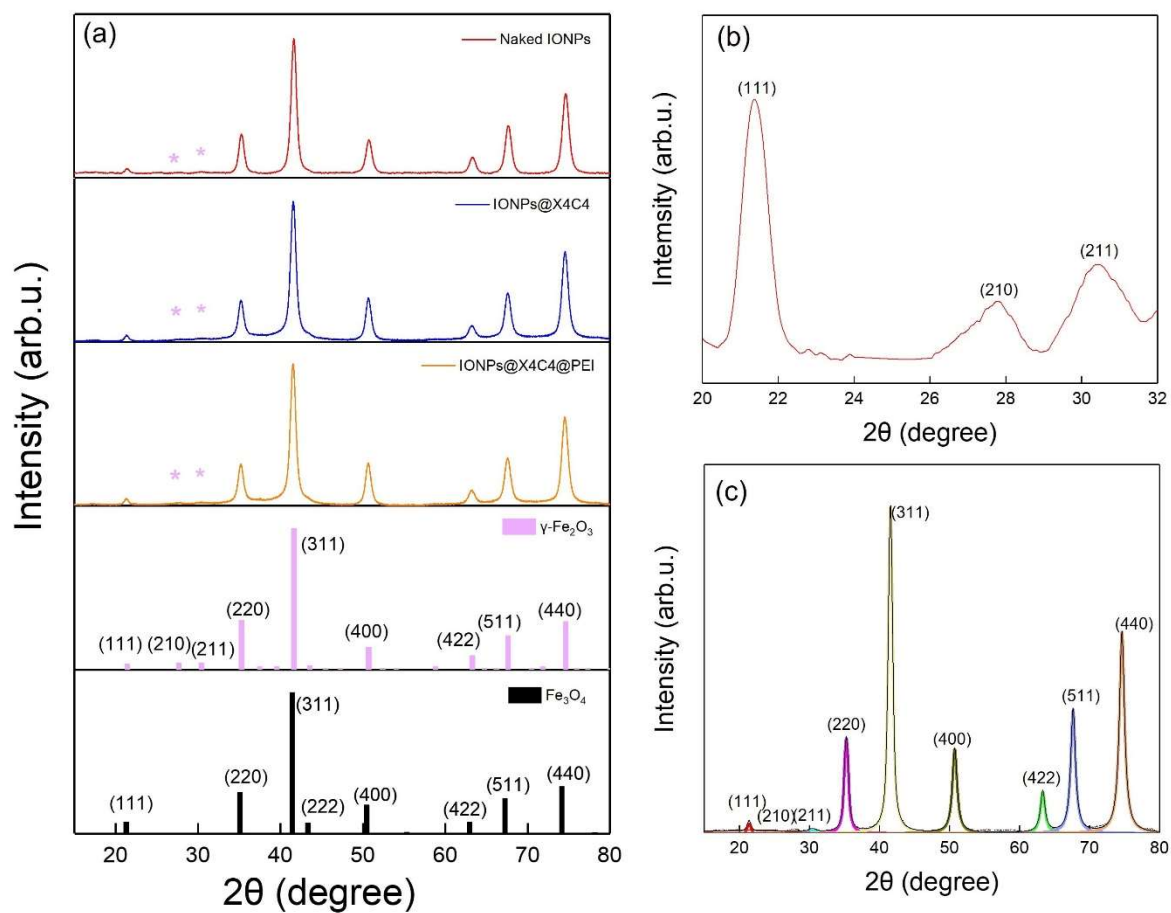 (a)
Naked IONPs
* *
IONPs@X4C4
* *
IONPs@X4C4@PEI
* *
γ-Fe₂O₃
(111) (210) (211) (220) (311) (400) (422) (511) (440)
Fe₃O₄
(111) (220) (311) (222) (400) (422) (511) (440)
20 30 40 50 60 70 80
2θ (degree)
Intensity (arb.u.)
(b)
(111)
(210)
(211)
20 22 24 26 28 30 32
2θ (degree)
Intemsity (arb.u.)
(c)
(111) (210) (211) (220) (311) (400) (422) (511) (440)
20 30 40 50 60 70 80
2θ (degree)
Intensity (arb.u.)